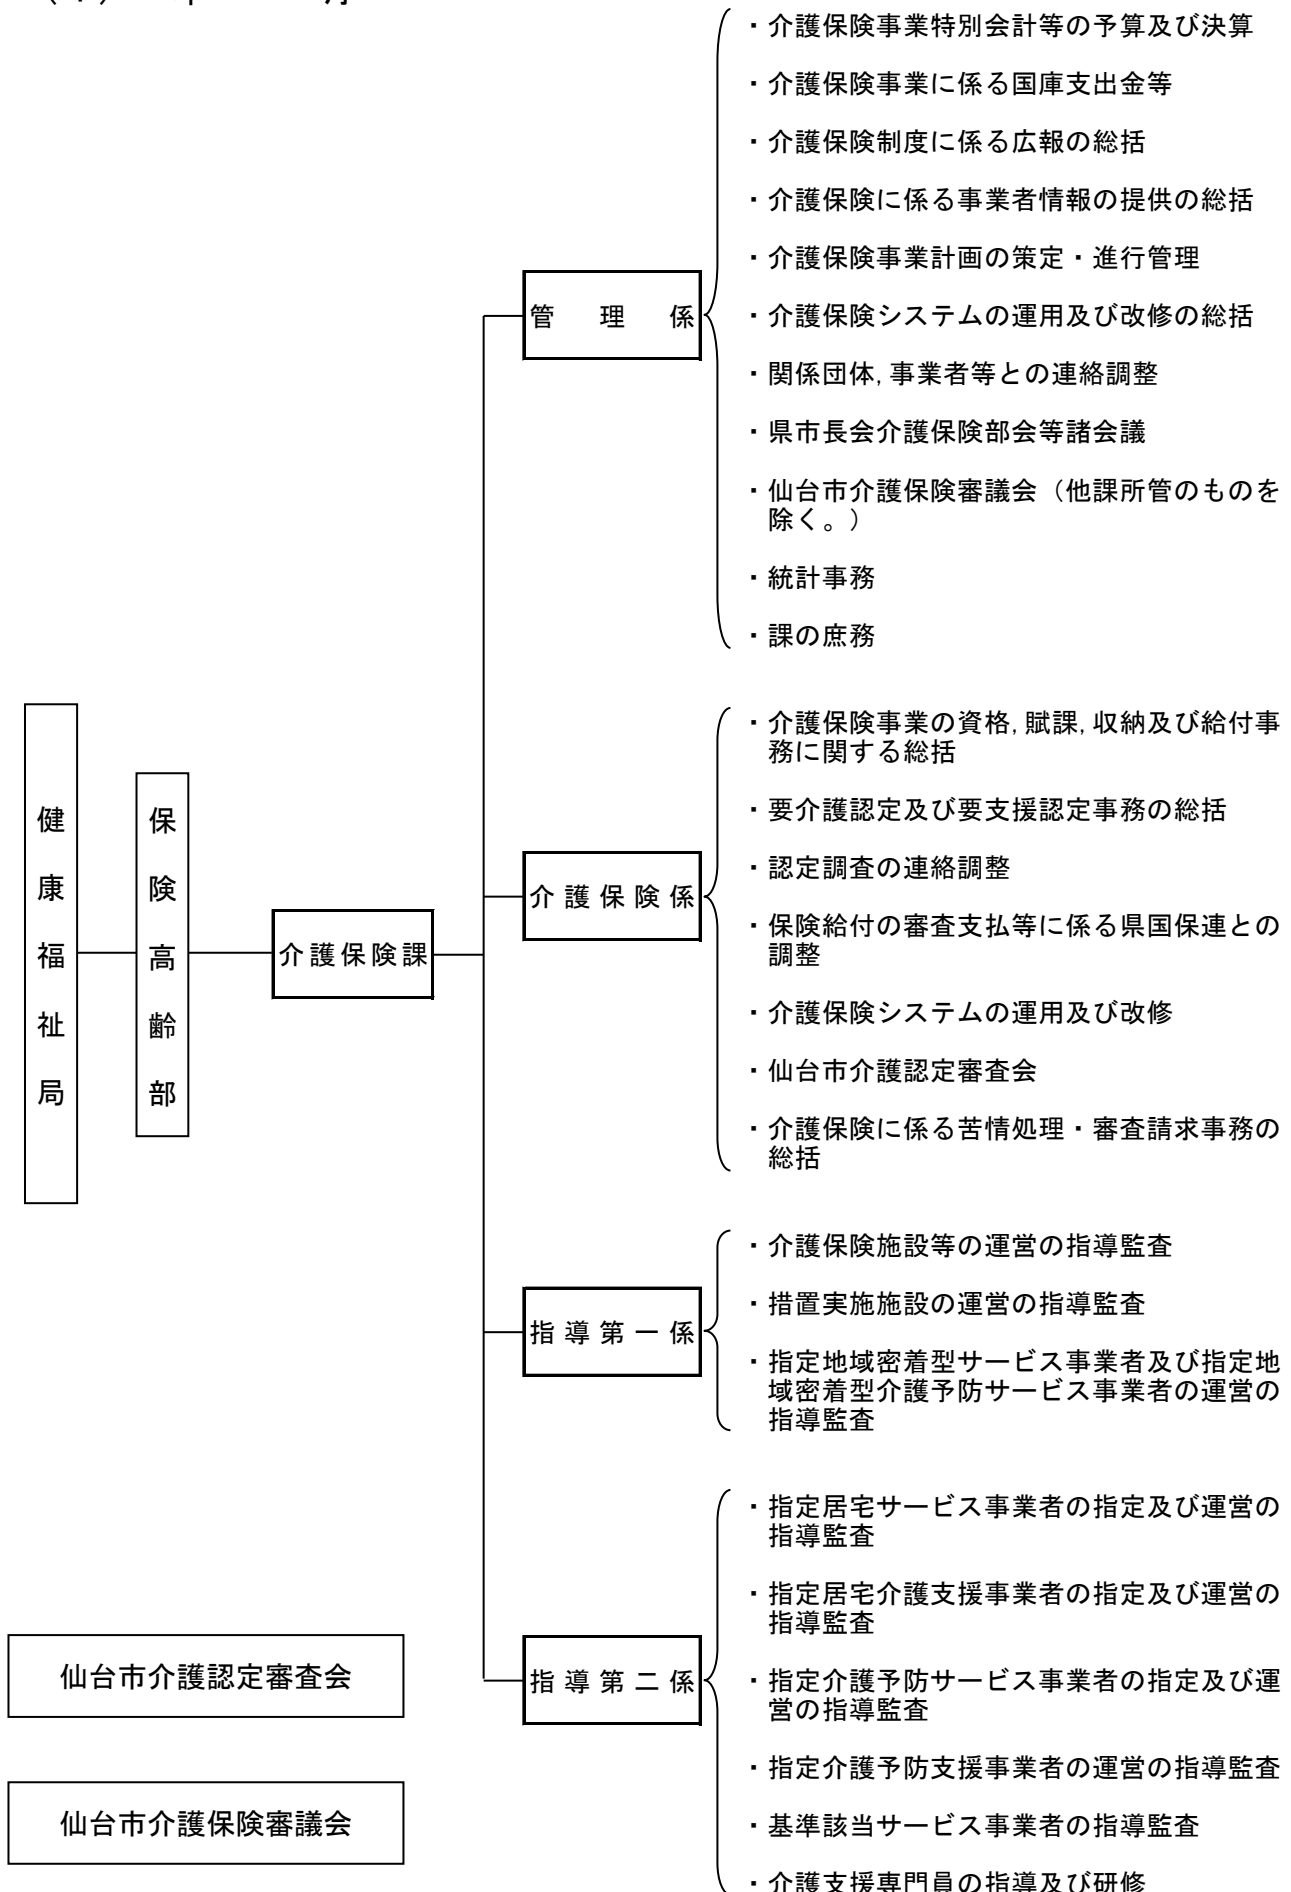 ・介護保険事業特別会計等の予算及び決算
・介護保険事業に係る国庫支出金等
・介護保険制度に係る広報の総括
・介護保険に係る事業者情報の提供の総括
・介護保険事業計画の策定・進行管理
管理係
・介護保険システムの運用及び改修の総括
・関係団体,事業者等との連絡調整
・県市長会介護保険部会等諸会議
・仙台市介護保険審議会（他課所管のものを
除く。）
・統計事務
・課の庶務
健康福祉局
保険高齢部
介護保険課
・介護保険事業の資格,賦課,収納及び給付事
務に関する総括
・要介護認定及び要支援認定事務の総括
・認定調査の連絡調整
介護保険係
・保険給付の審査支払等に係る県国保連との
調整
・介護保険システムの運用及び改修
・仙台市介護認定審査会
・介護保険に係る苦情処理・審査請求事務の
総括
・介護保険施設等の運営の指導監査
・措置実施施設の運営の指導監査
指導第一係
・指定地域密着型サービス事業者及び指定地
域密着型介護予防サービス事業者の運営の
指導監査
・指定居宅サービス事業者の指定及び運営の
指導監査
・指定居宅介護支援事業者の指定及び運営の
指導監査
指導第二係
・指定介護予防サービス事業者の指定及び運
営の指導監査
・指定介護予防支援事業者の運営の指導監査
・基準該当サービス事業者の指導監査
・介護支援専門員の指導及び研修
仙台市介護認定審査会
仙台市介護保険審議会